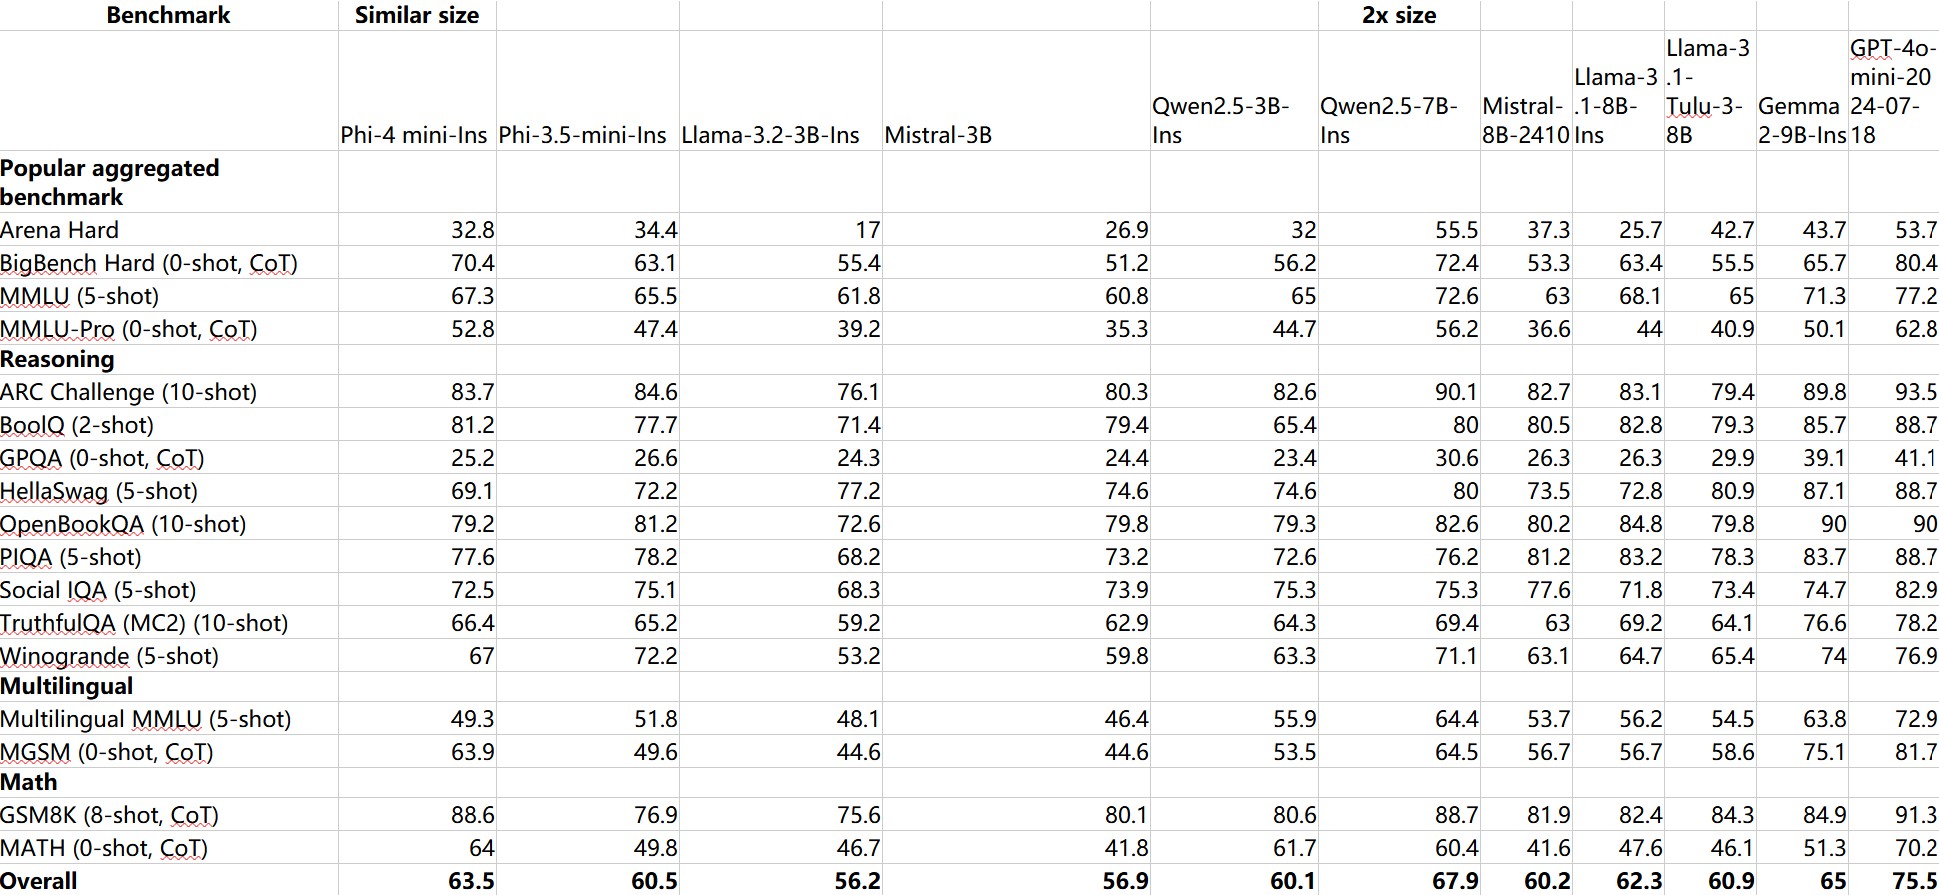 Benchmark Similar size 2x size
Phi-4 mini-Ins Phi-3.5-mini-Ins Llama-3.2-3B-Ins Mistral-3B Qwen2.5-3B-Ins Qwen2.5-7B-Ins Mistral-8B-2410 Llama-3.1-8B-Ins Llama-3.1-Tulu-3-8B Gemma 2-9B-Ins GPT-4o-mini-2024-07-18
Popular aggregated
benchmark
Arena Hard 32.8 34.4 17 26.9 32 55.5 37.3 25.7 42.7 43.7 53.7
BigBench Hard (0-shot, CoT) 70.4 63.1 55.4 51.2 56.2 72.4 53.3 63.4 55.5 65.7 80.4
MMLU (5-shot) 67.3 65.5 61.8 60.8 65 72.6 63 68.1 65 71.3 77.2
MMLU-Pro (0-shot, CoT) 52.8 47.4 39.2 35.3 44.7 56.2 36.6 44 40.9 50.1 62.8
Reasoning
ARC Challenge (10-shot) 83.7 84.6 76.1 80.3 82.6 90.1 82.7 83.1 79.4 89.8 93.5
BoolQ (2-shot) 81.2 77.7 71.4 79.4 65.4 80 80.5 82.8 79.3 85.7 88.7
GPQA (0-shot, CoT) 25.2 26.6 24.3 24.4 23.4 30.6 26.3 26.3 29.9 39.1 41.1
HellaSwag (5-shot) 69.1 72.2 77.2 74.6 74.6 80 73.5 72.8 80.9 87.1 88.7
OpenBookQA (10-shot) 79.2 81.2 72.6 79.8 79.3 82.6 80.2 84.8 79.8 90 90
PIQA (5-shot) 77.6 78.2 68.2 73.2 72.6 76.2 81.2 83.2 78.3 83.7 88.7
Social IQA (5-shot) 72.5 75.1 68.3 73.9 75.3 75.3 77.6 71.8 73.4 74.7 82.9
TruthfulQA (MC2) (10-shot) 66.4 65.2 59.2 62.9 64.3 69.4 63 69.2 64.1 76.6 78.2
Winogrande (5-shot) 67 72.2 53.2 59.8 63.3 71.1 63.1 64.7 65.4 74 76.9
Multilingual
Multilingual MMLU (5-shot) 49.3 51.8 48.1 46.4 55.9 64.4 53.7 56.2 54.5 63.8 72.9
MGSM (0-shot, CoT) 63.9 49.6 44.6 44.6 53.5 64.5 56.7 56.7 58.6 75.1 81.7
Math
GSM8K (8-shot, CoT) 88.6 76.9 75.6 80.1 80.6 88.7 81.9 82.4 84.3 84.9 91.3
MATH (0-shot, CoT) 64 49.8 46.7 41.8 61.7 60.4 41.6 47.6 46.1 51.3 70.2
Overall 63.5 60.5 56.2 56.9 60.1 67.9 60.2 62.3 60.9 65 75.5